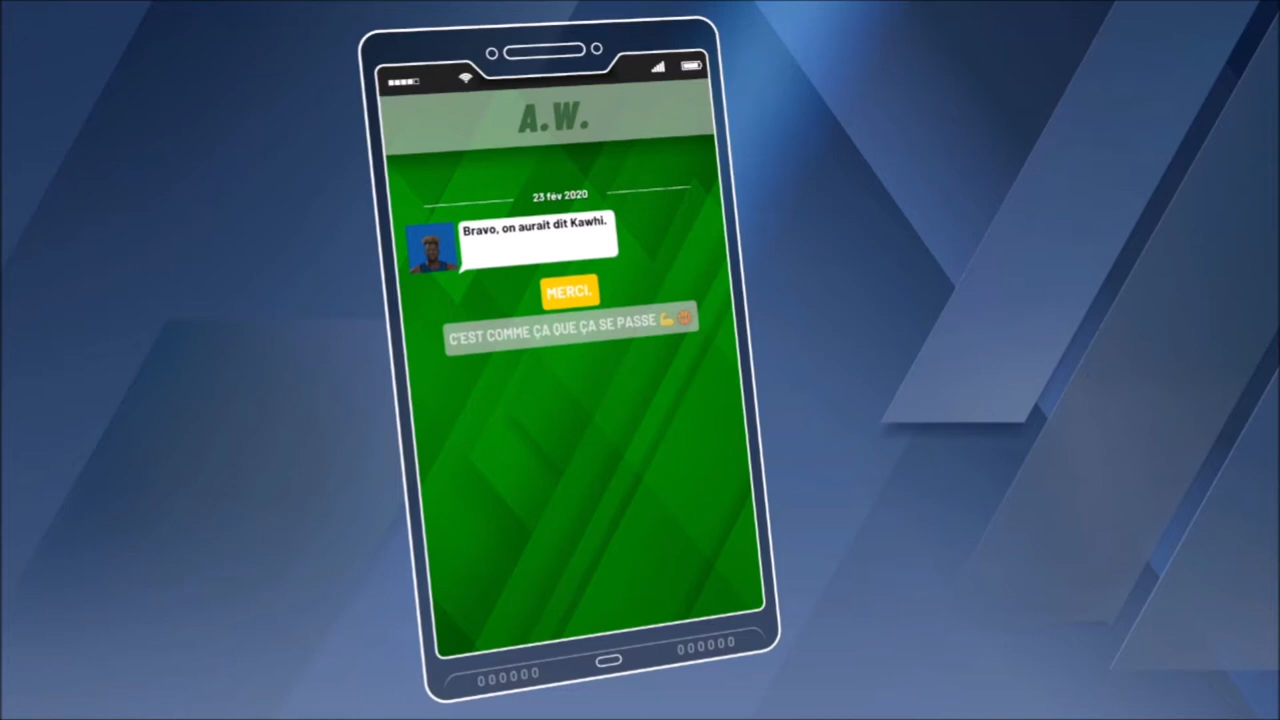 A.W.
23 fév 2020
Bravo, on aurait dit Kawhi.
MERCI.
C'EST COMME ÇA QUE ÇA SE PASSE 💪 🏀